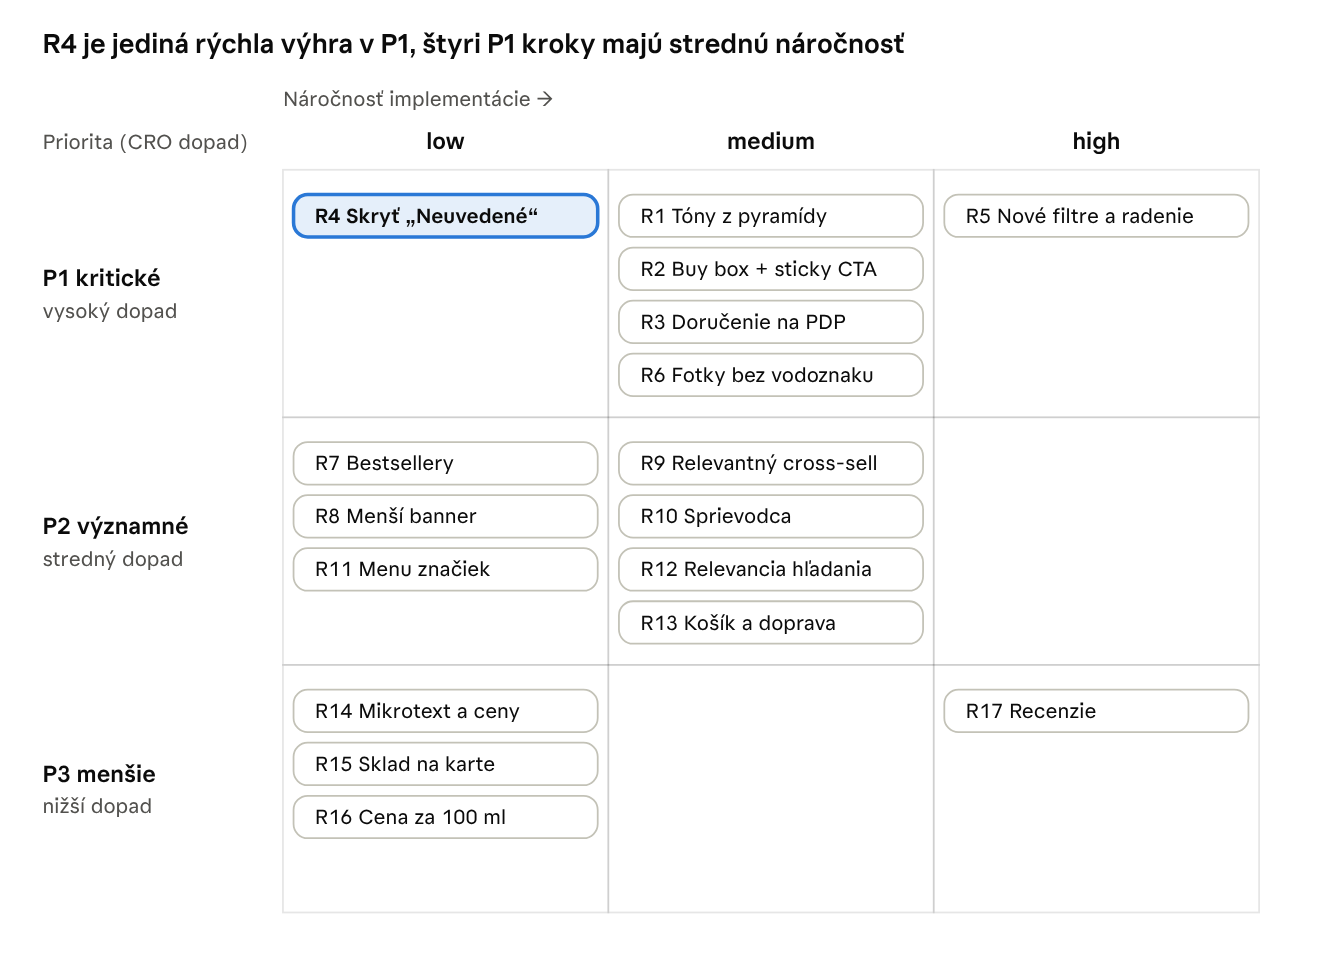 R4 je jediná rýchla výhra v P1, štyri P1 kroky majú strednú náročnosť
Náročnosť implementácie →
Priorita (CRO dopad)
low
medium
high
P1 kritické
vysoký dopad
R4 Skryť „Neuvedené“
R1 Tóny z pyramídy
R2 Buy box + sticky CTA
R3 Doručenie na PDP
R6 Fotky bez vodoznaku
R5 Nové filtre a radenie
P2 významné
stredný dopad
R7 Bestsellery
R8 Menší banner
R11 Menu značiek
R9 Relevantný cross-sell
R10 Sprievodca
R12 Relevancia hľadania
R13 Košík a doprava
P3 menšie
nižší dopad
R14 Mikrotext a ceny
R15 Sklad na karte
R16 Cena za 100 ml
R17 Recenzie